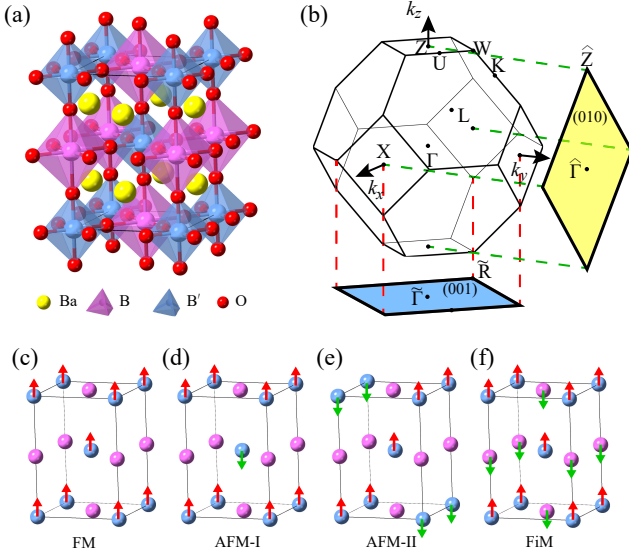 (a)
Ba
B
B′
O
(b)
k_z
Z
U
W
K
L
Γ
X
k_x
k_y
Ẑ
(010)
Γ̂
R̃
Γ̃
(001)
(c)
(d)
(e)
(f)
FM
AFM-I
AFM-II
FiM